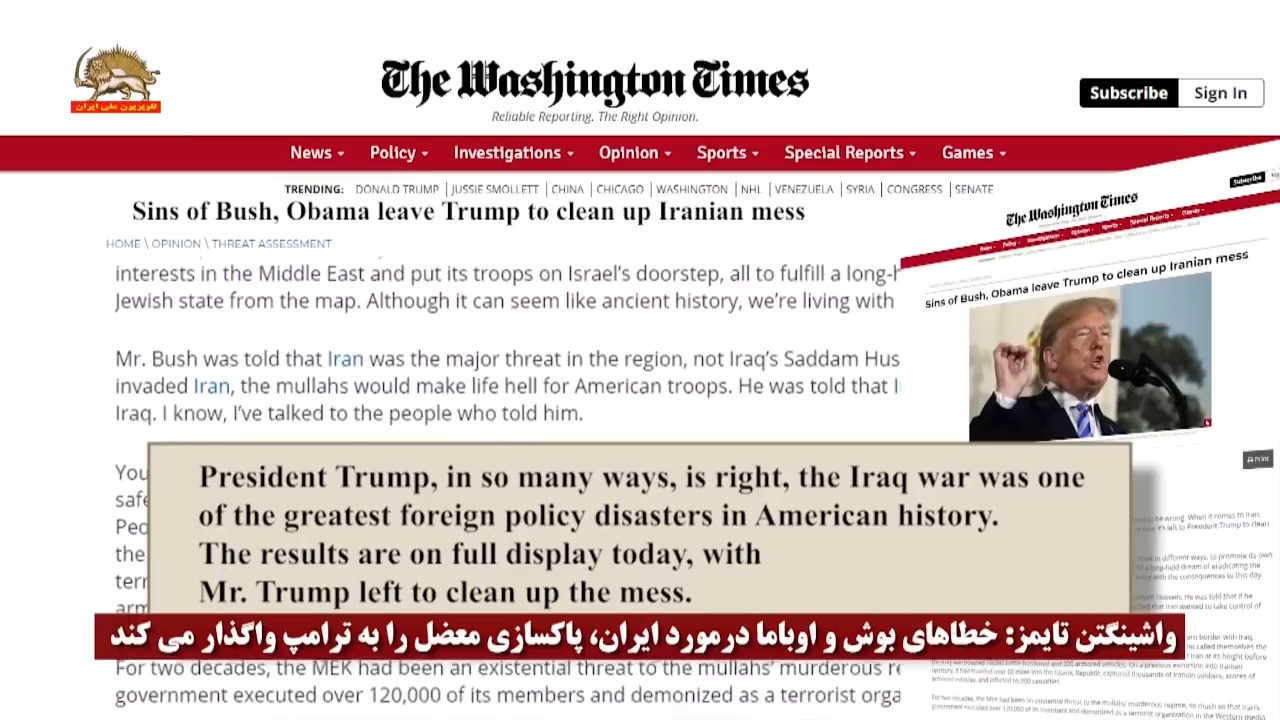 تلویزیون ملی ایران
The Washington Times
Reliable Reporting. The Right Opinion.
Subscribe
Sign In
News
Policy
Investigations
Opinion
Sports
Special Reports
Games
TRENDING: DONALD TRUMP | JUSSIE SMOLLETT | CHINA | CHICAGO | WASHINGTON | NHL | VENEZUELA | SYRIA | CONGRESS | SENATE
Sins of Bush, Obama leave Trump to clean up Iranian mess
HOME \ OPINION \ THREAT ASSESSMENT
interests in the Middle East and put its troops on Israel's doorstep, all to fulfill a long-h
Jewish state from the map. Although it can seem like ancient history, we're living with
Mr. Bush was told that Iran was the major threat in the region, not Iraq's Saddam Hus
invaded Iran, the mullahs would make life hell for American troops. He was told that I
Iraq. I know, I've talked to the people who told him.
You
safe
Peo
the
terr
arm
President Trump, in so many ways, is right, the Iraq war was one
of the greatest foreign policy disasters in American history.
The results are on full display today, with
Mr. Trump left to clean up the mess.
واشینگتن تایمز: خطاهای بوش و اوباما درمورد ایران، پاکسازی معضل را به ترامپ واگذار می کند
For two decades, the MEK had been an existential threat to the mullahs' murderous re
government executed over 120,000 of its members and demonized as a terrorist orga
The Washington Times
Subscribe
Sins of Bush, Obama leave Trump to clean up Iranian mess
Print